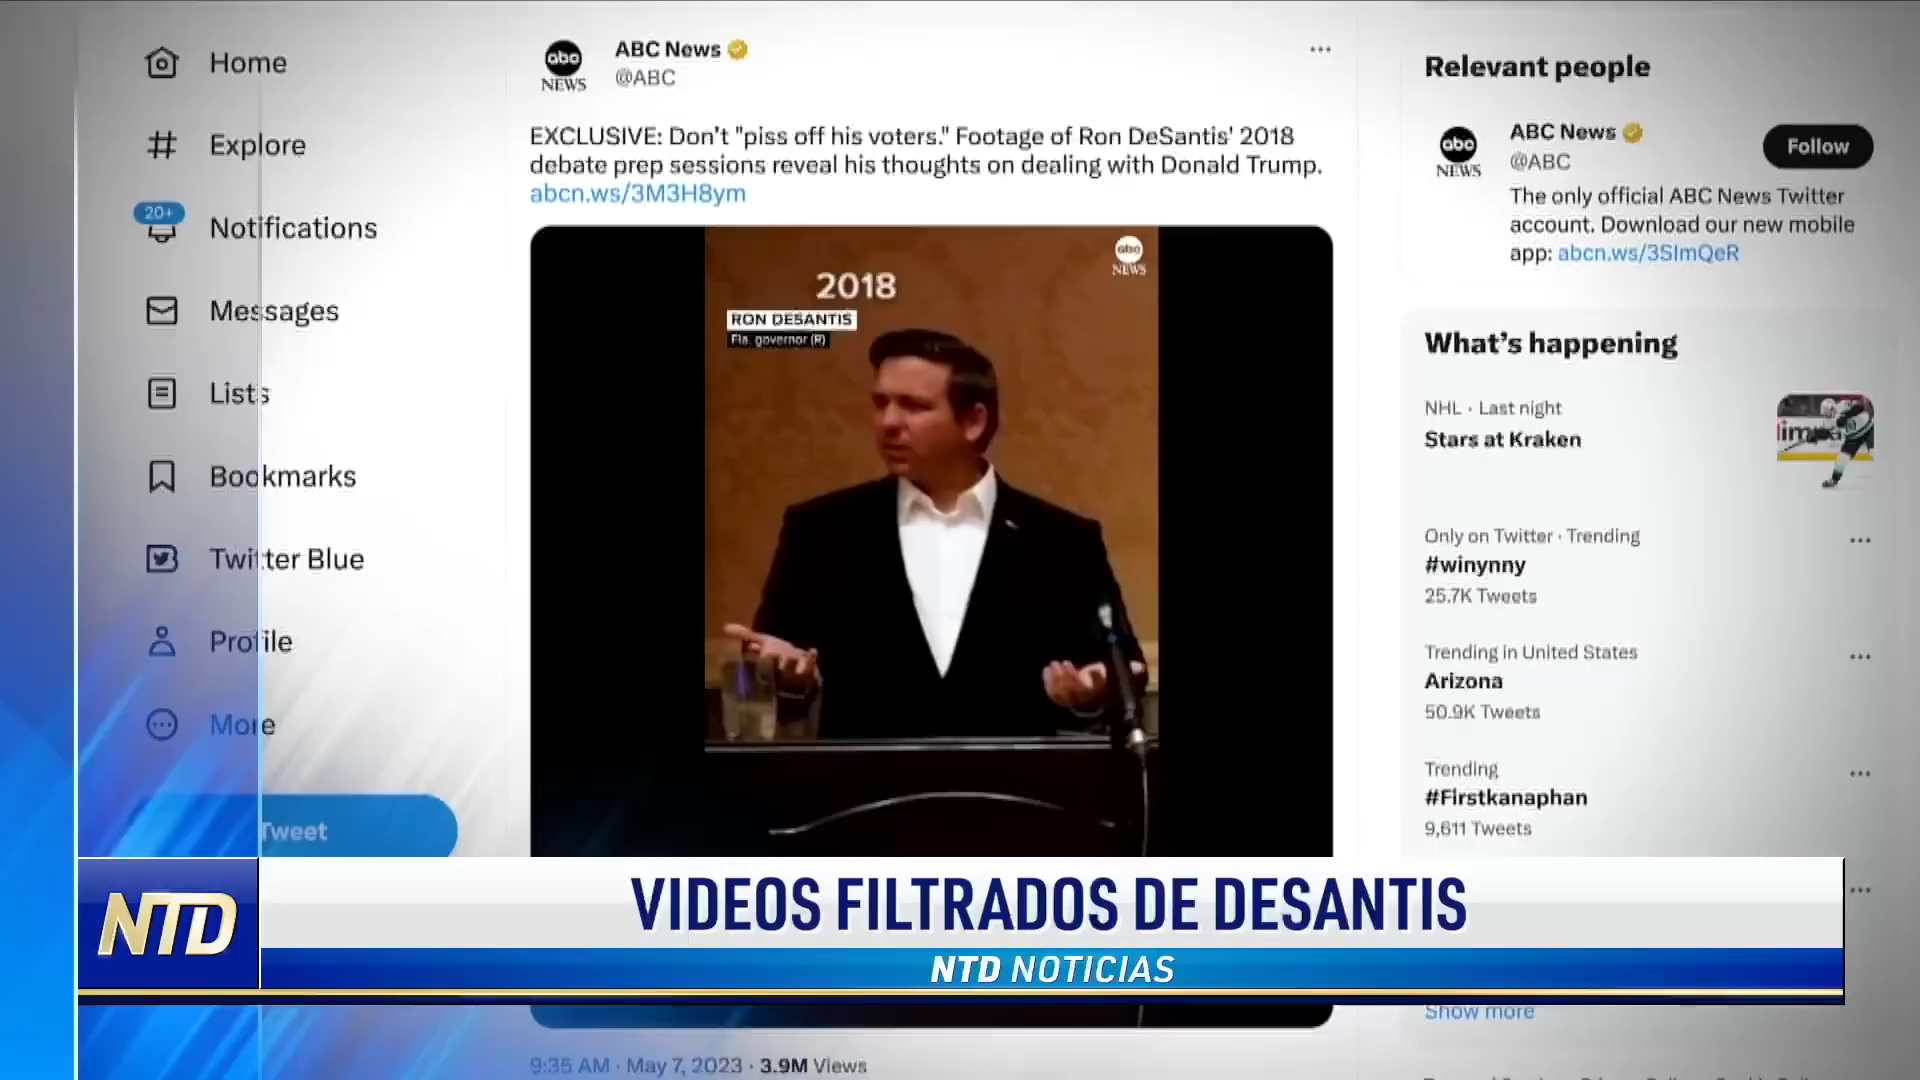 Home
Explore
20+
Notifications
Messages
Lists
Bookmarks
Twitter Blue
Profile
More
Tweet
abc
NEWS
ABC News
@ABC
EXCLUSIVE: Don't "piss off his voters." Footage of Ron DeSantis' 2018
debate prep sessions reveal his thoughts on dealing with Donald Trump.
abcn.ws/3M3H8ym
abc
NEWS
2018
RON DESANTIS
Fla. governor (R)
9:35 AM · May 7, 2023 · 3.9M Views
Relevant people
abc
NEWS
ABC News
@ABC
Follow
The only official ABC News Twitter
account. Download our new mobile
app: abcn.ws/3SImQeR
What's happening
NHL · Last night
Stars at Kraken
Only on Twitter · Trending
#winynny
25.7K Tweets
Trending in United States
Arizona
50.9K Tweets
Trending
#Firstkanaphan
9,611 Tweets
Show more
NTD
VIDEOS FILTRADOS DE DESANTIS
NTD NOTICIAS